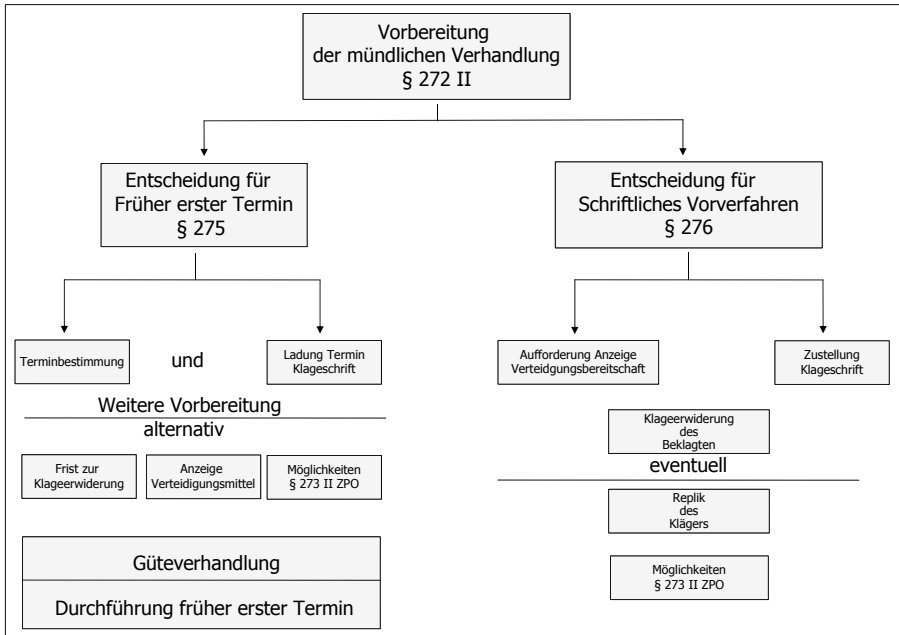 Vorbereitung
der mündlichen Verhandlung
§ 272 II
Entscheidung für
Früher erster Termin
§ 275
Entscheidung für
Schriftliches Vorverfahren
§ 276
Terminbestimmung
und
Ladung Termin
Klageschrift
Aufforderung Anzeige
Verteidgungsbereitschaft
Zustellung
Klageschrift
Weitere Vorbereitung
alternativ
Frist zur
Klageerwiderung
Anzeige
Verteidigungsmittel
Möglichkeiten
§ 273 II ZPO
Klageerwiderung
des
Beklagten
eventuell
Replik
des
Klägers
Möglichkeiten
§ 273 II ZPO
Güteverhandlung
Durchführung früher erster Termin